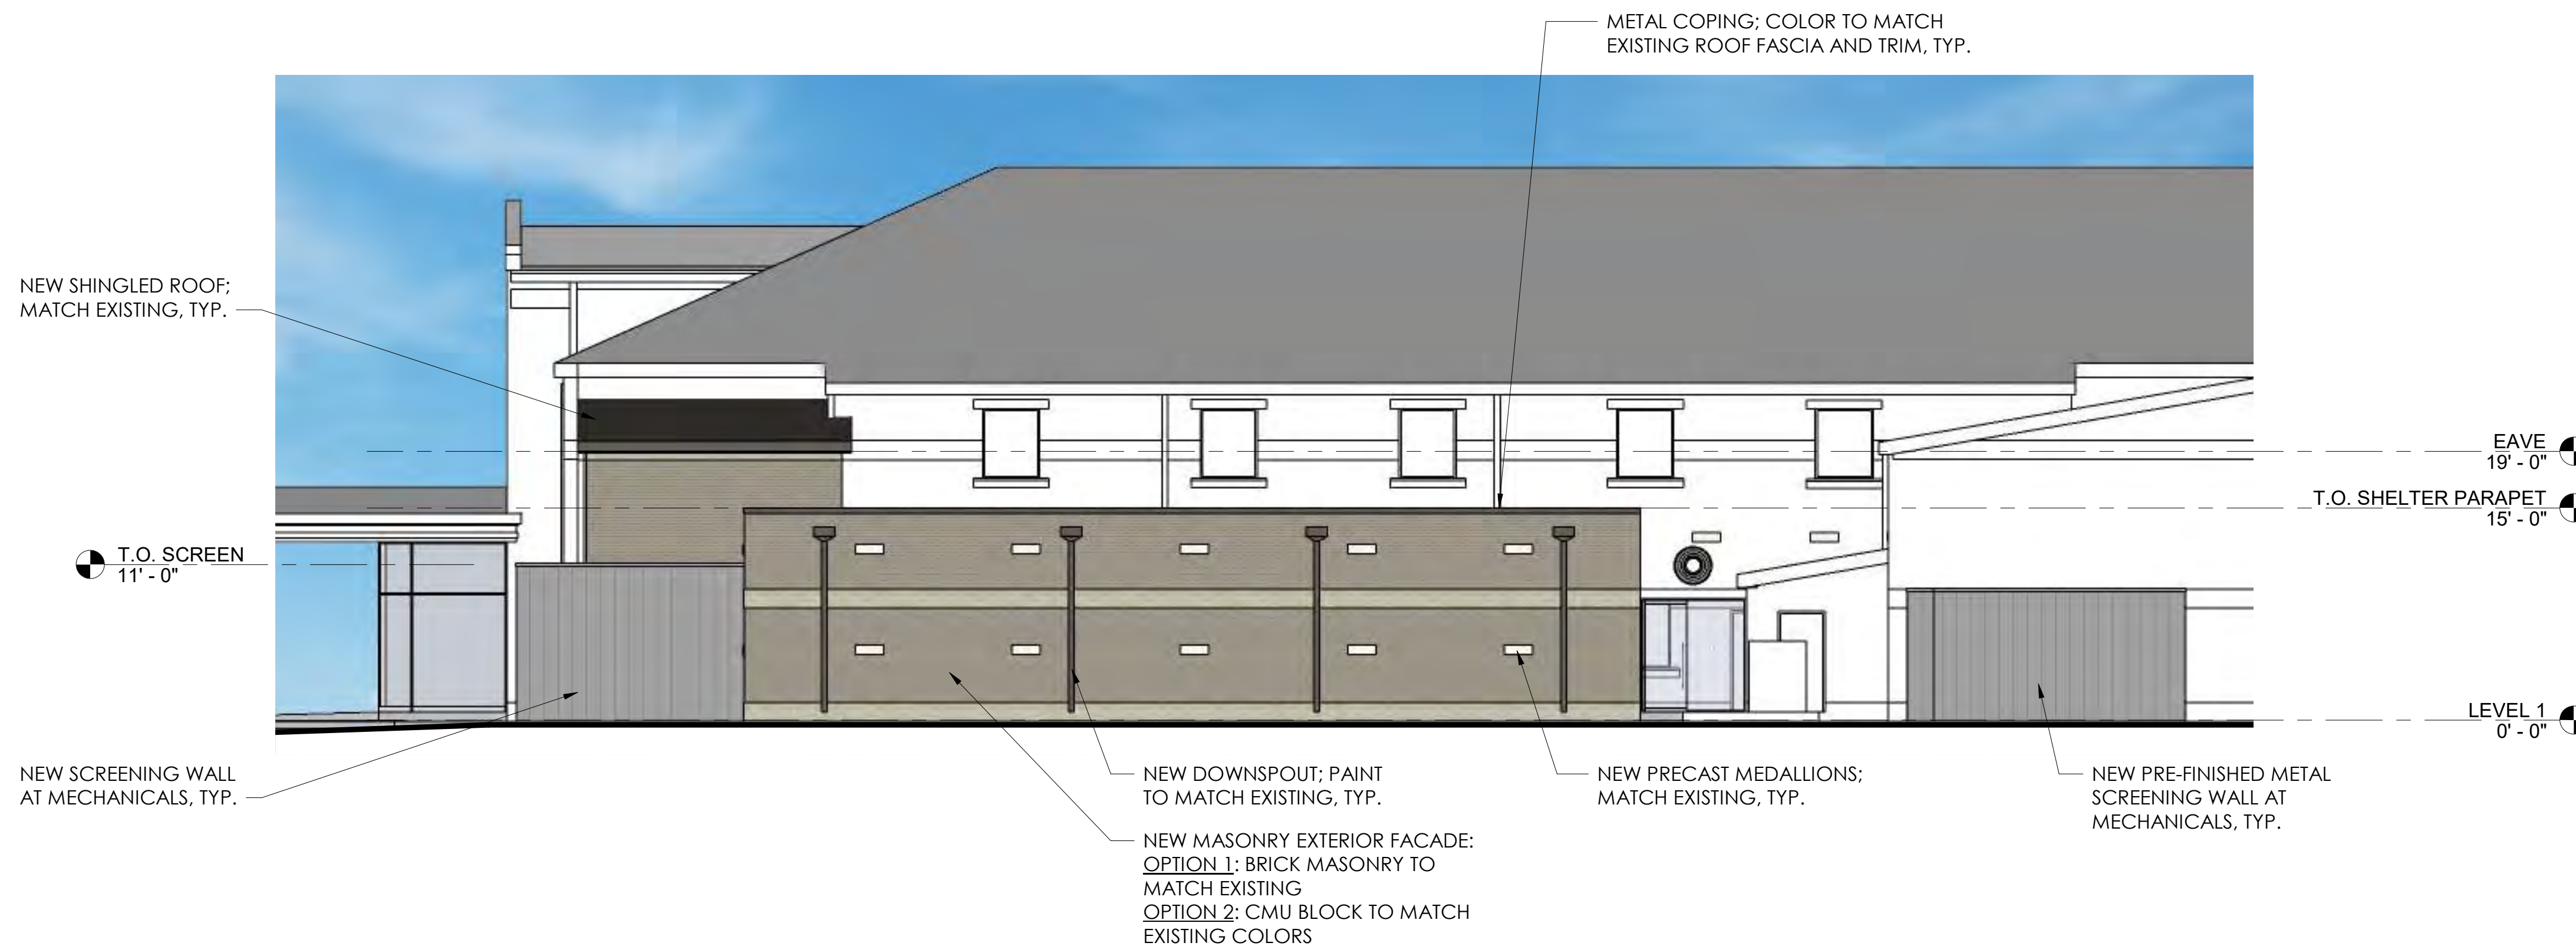 METAL COPING; COLOR TO MATCH
EXISTING ROOF FASCIA AND TRIM, TYP.
NEW SHINGLED ROOF;
MATCH EXISTING, TYP.
EAVE
19' - 0"
T.O. SHELTER PARAPET
15' - 0"
T.O. SCREEN
11' - 0"
LEVEL 1
0' - 0"
NEW SCREENING WALL
AT MECHANICALS, TYP.
NEW DOWNSPOUT; PAINT
TO MATCH EXISTING, TYP.
NEW PRECAST MEDALLIONS;
MATCH EXISTING, TYP.
NEW PRE-FINISHED METAL
SCREENING WALL AT
MECHANICALS, TYP.
NEW MASONRY EXTERIOR FACADE:
OPTION 1: BRICK MASONRY TO
MATCH EXISTING
OPTION 2: CMU BLOCK TO MATCH
EXISTING COLORS